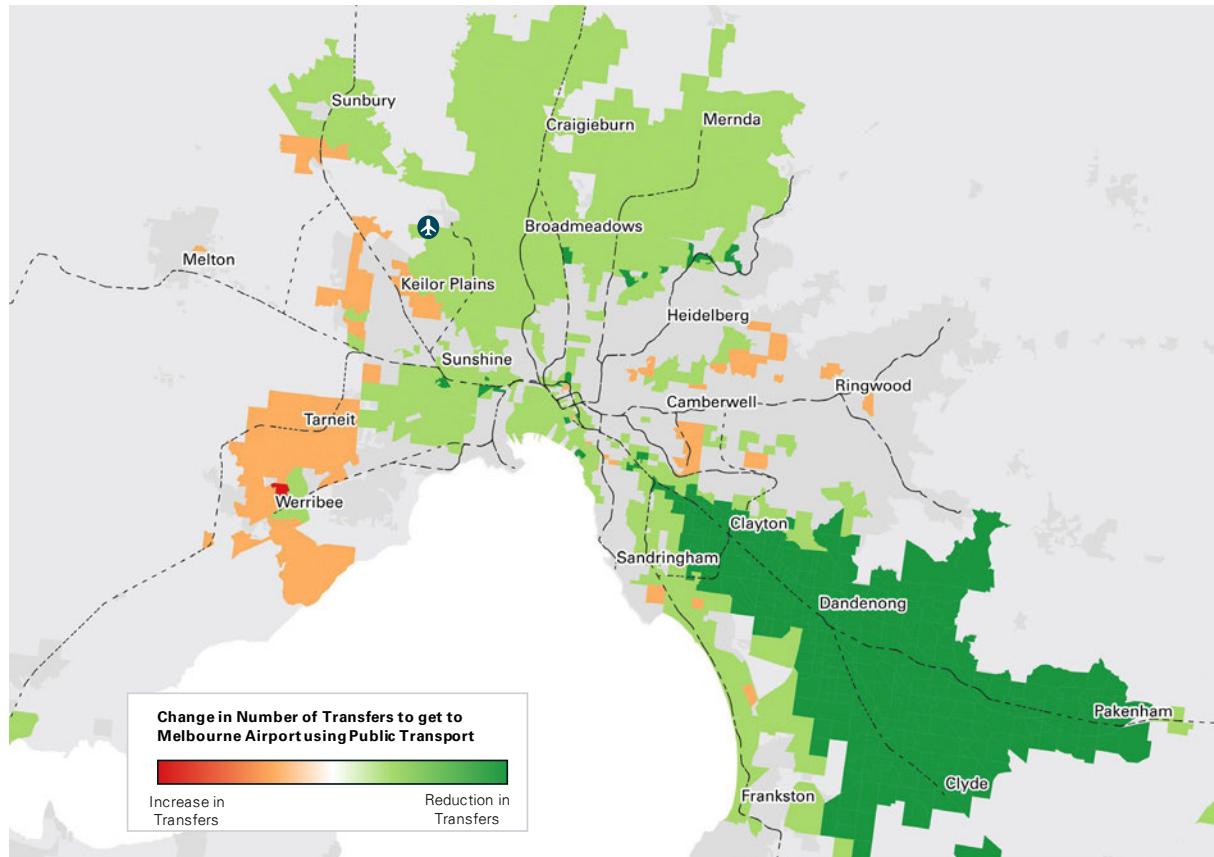 Sunbury
Craigieburn
Mernda
Broadmeadows
Melton
Keilor Plains
Heidelberg
Sunshine
Ringwood
Camberwell
Tarneit
Werribee
Clayton
Sandringham
Dandenong
Pakenham
Clyde
Frankston
Change in Number of Transfers to get to
Melbourne Airport using Public Transport
Increase in
Transfers
Reduction in
Transfers